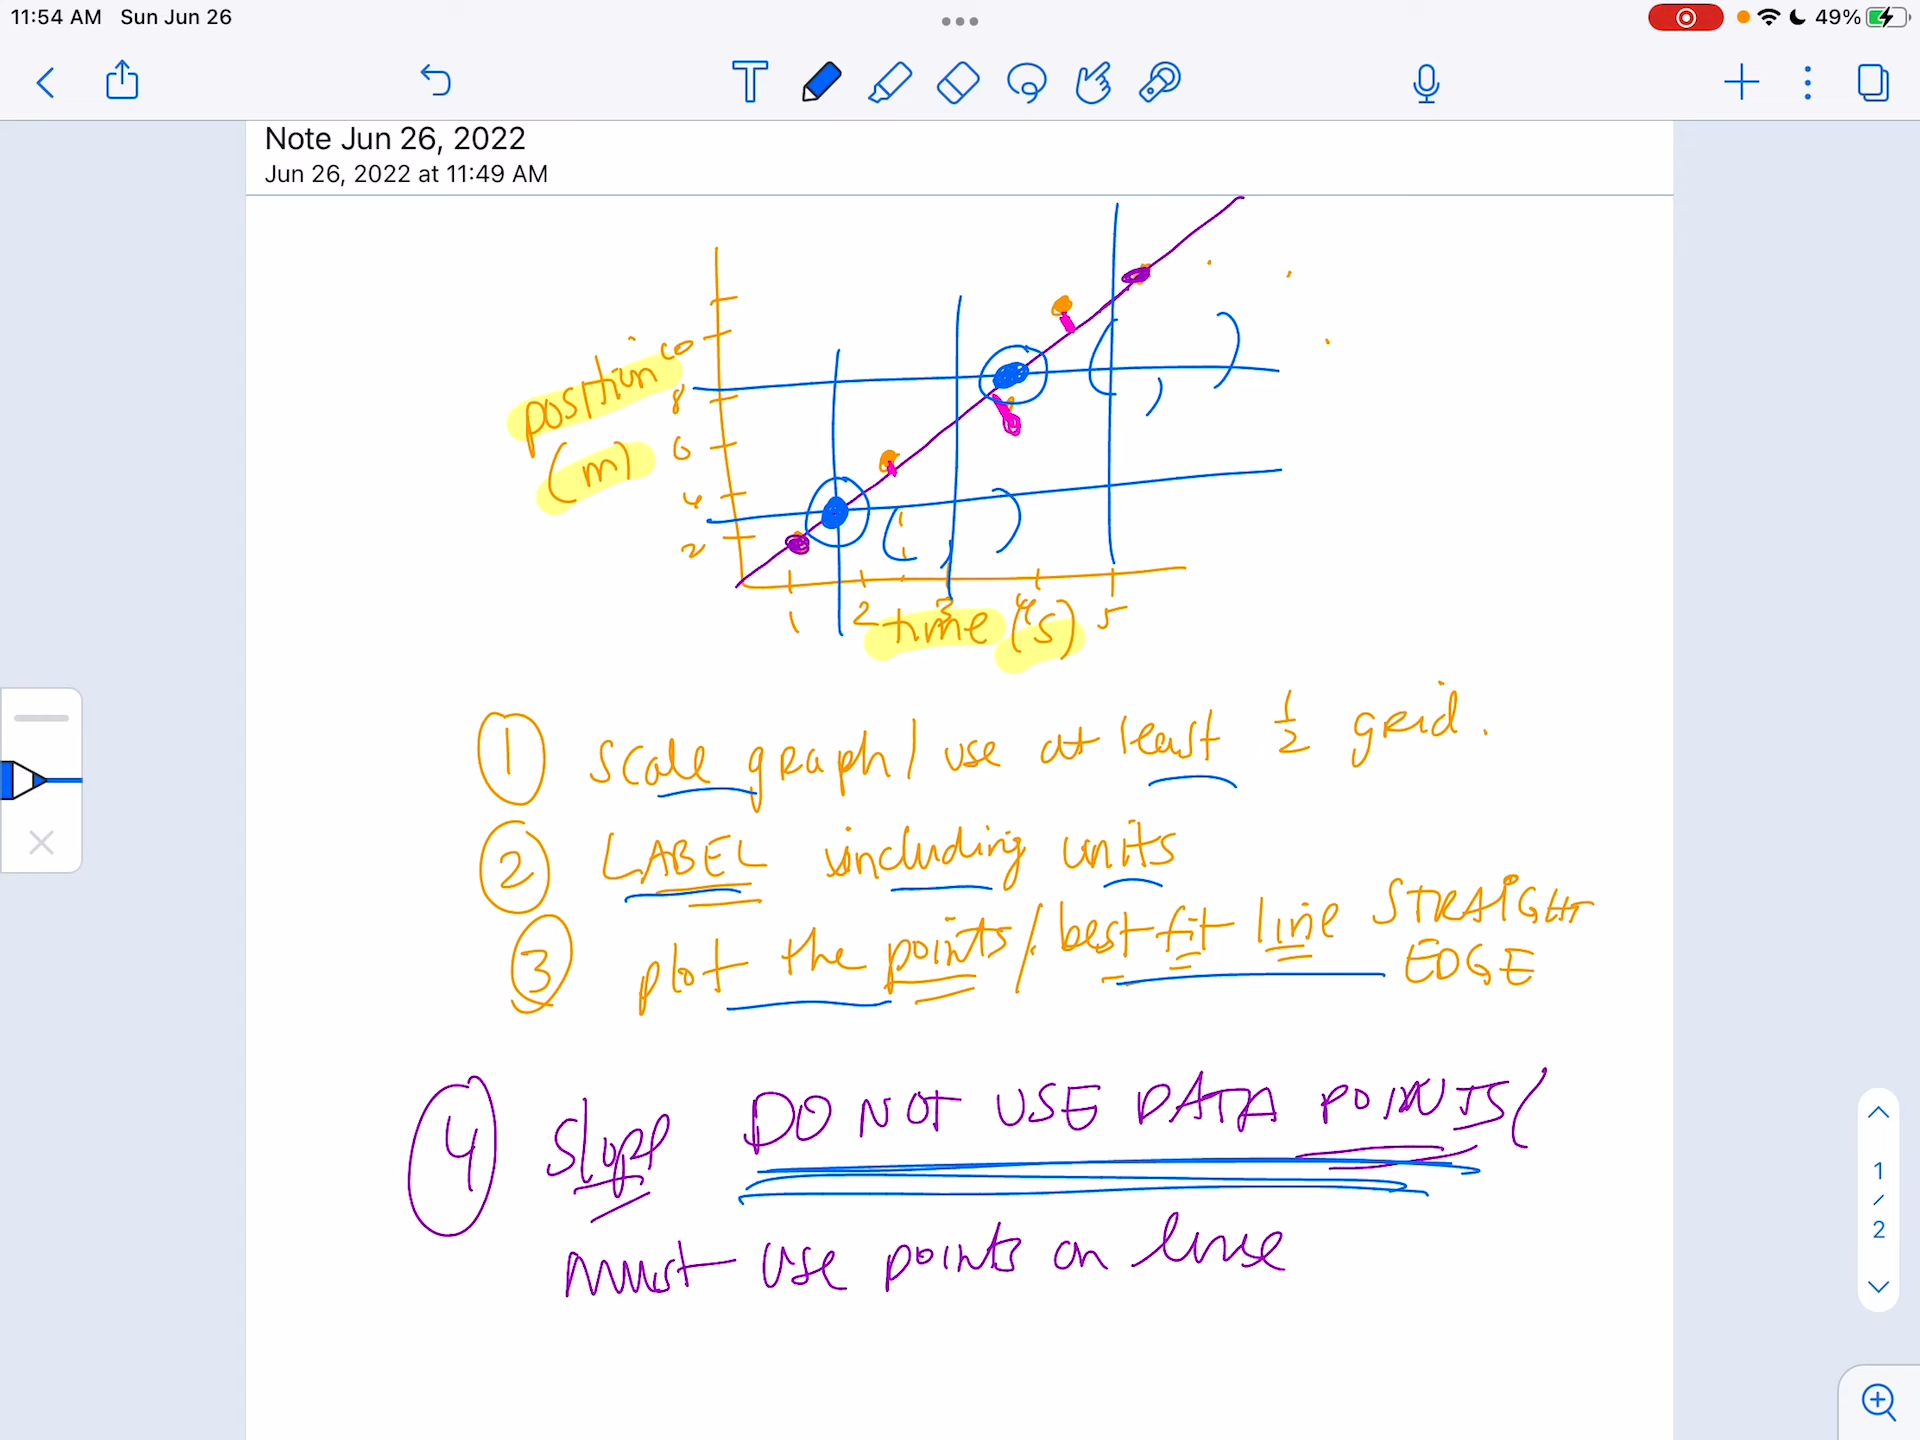 11:54 AM Sun Jun 26
49%
T
Note Jun 26, 2022
Jun 26, 2022 at 11:49 AM
position
(m)
10
8
6
4
2
( , )
( , )
1 2 3 4 5
time (s)
1 scale graph / use at least 1/2 grid.
2 LABEL including units
3 plot the points / best-fit line STRAIGHT
EDGE
4 Slope DO NOT USE DATA POINTS (
must use points on line
1
/
2